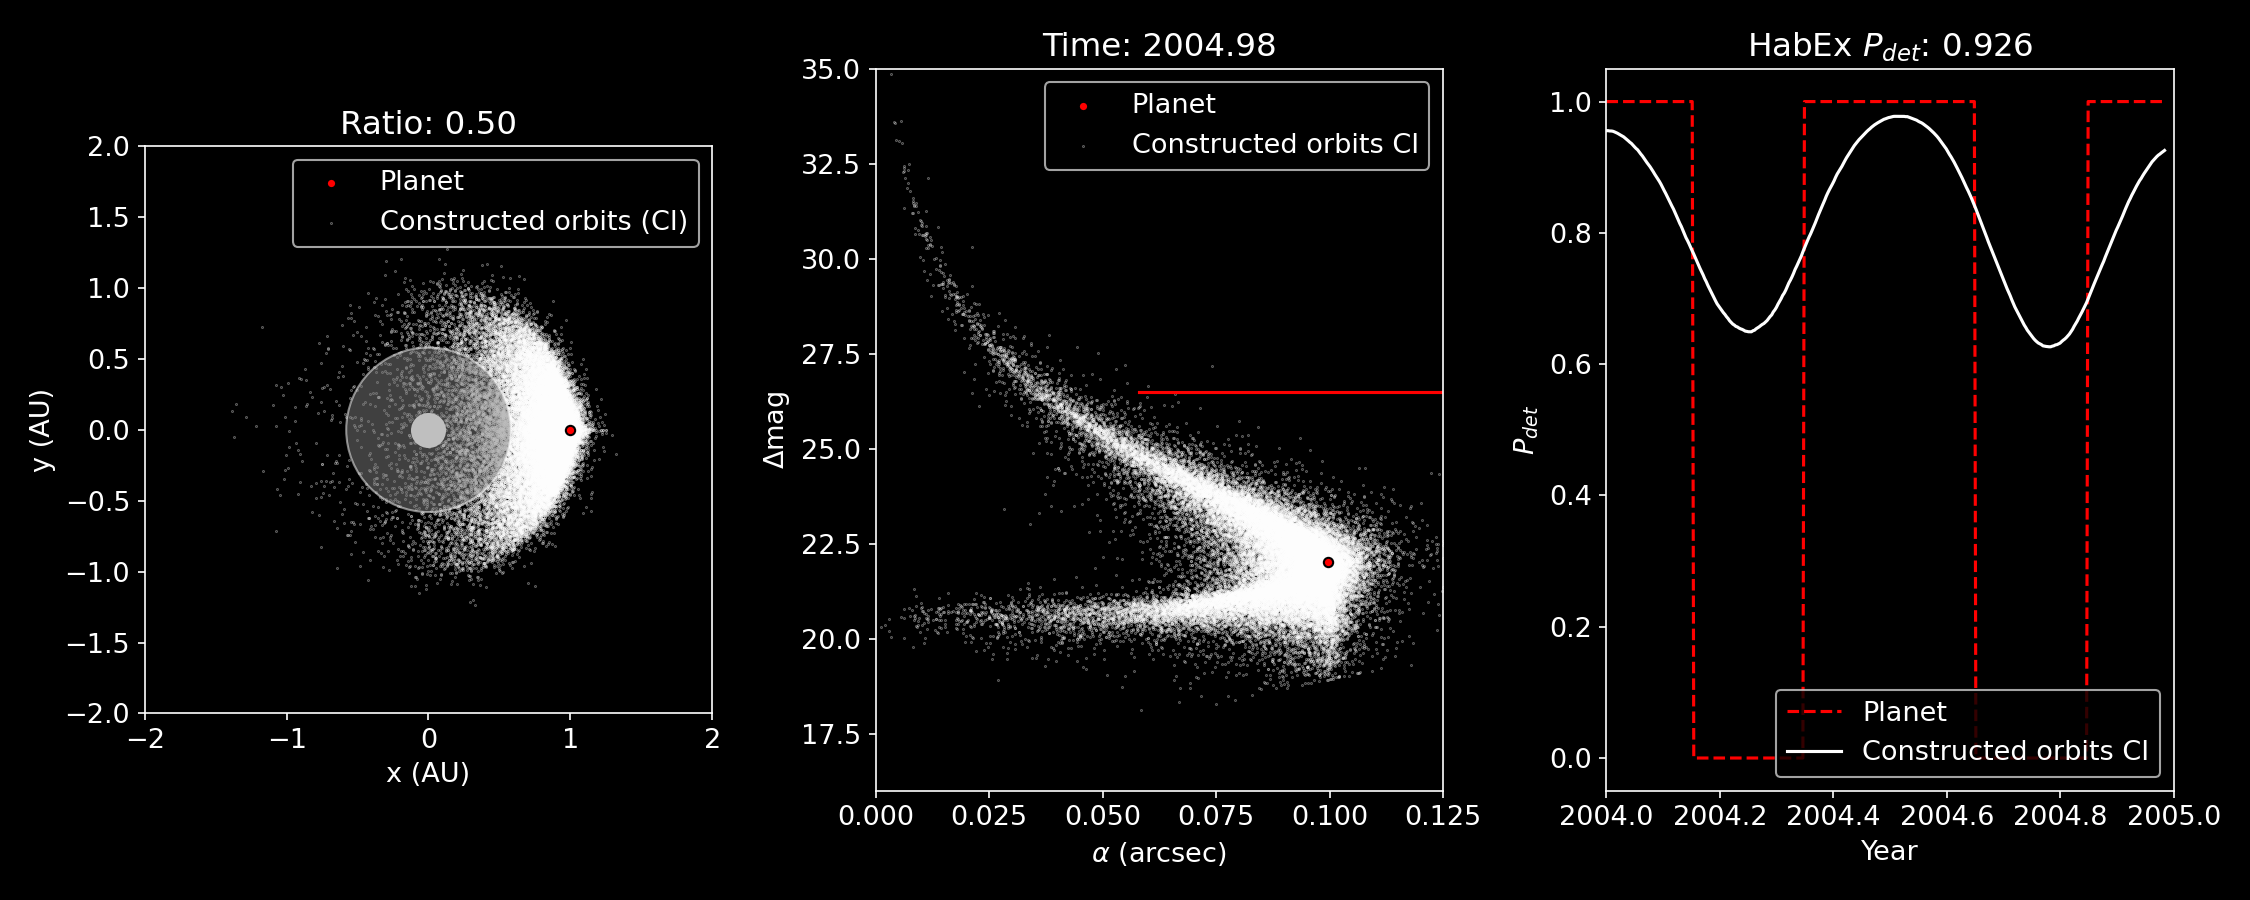 Ratio: 0.50
Planet
Constructed orbits (CI)
2.0
1.5
1.0
0.5
0.0
−0.5
−1.0
−1.5
−2.0
−2
−1
0
1
2
x (AU)
y (AU)
Time: 2004.98
Planet
Constructed orbits CI
35.0
32.5
30.0
27.5
25.0
22.5
20.0
17.5
0.000
0.025
0.050
0.075
0.100
0.125
α (arcsec)
Δmag
HabEx P_det: 0.926
1.0
0.8
0.6
0.4
0.2
0.0
Planet
Constructed orbits CI
2004.0
2004.2
2004.4
2004.6
2004.8
2005.0
Year
P_det